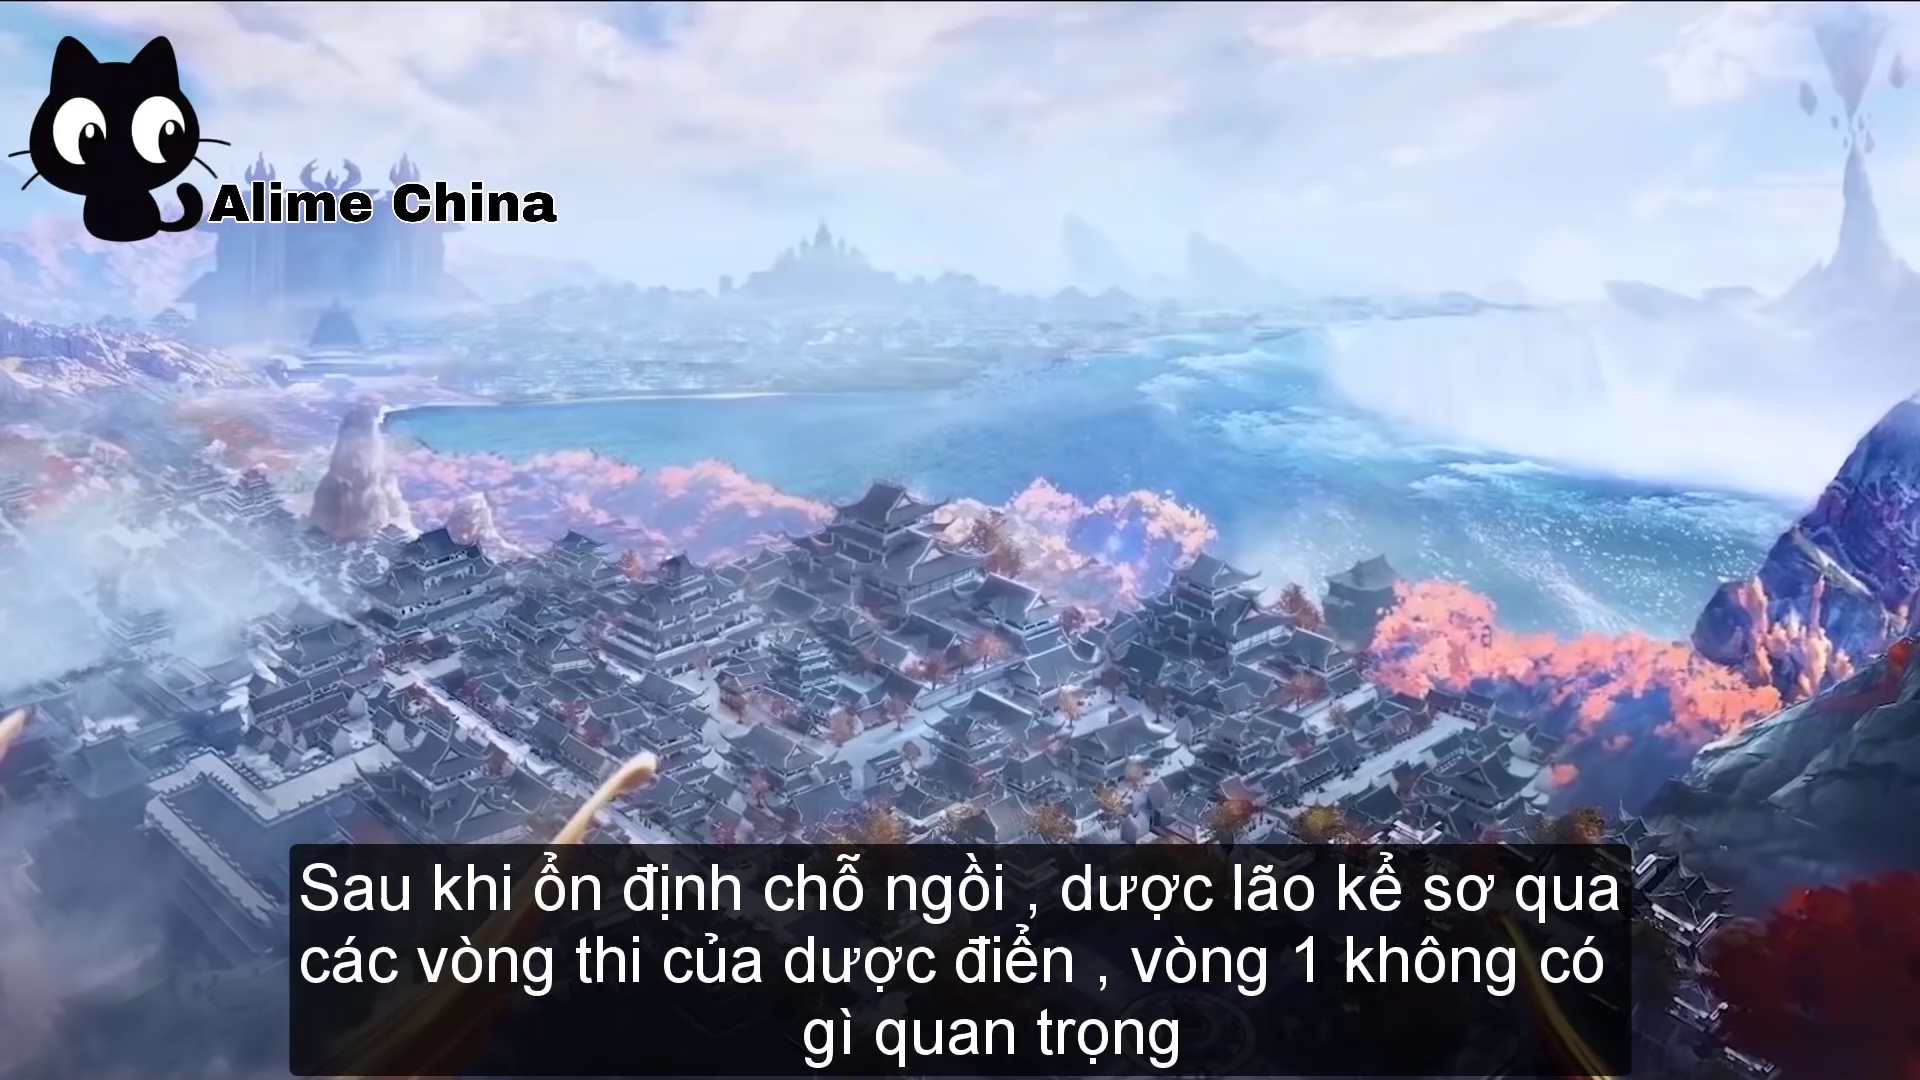 Alime China
Sau khi ổn định chỗ ngồi , dược lão kể sơ qua
các vòng thi của dược điển , vòng 1 không có
gì quan trọng